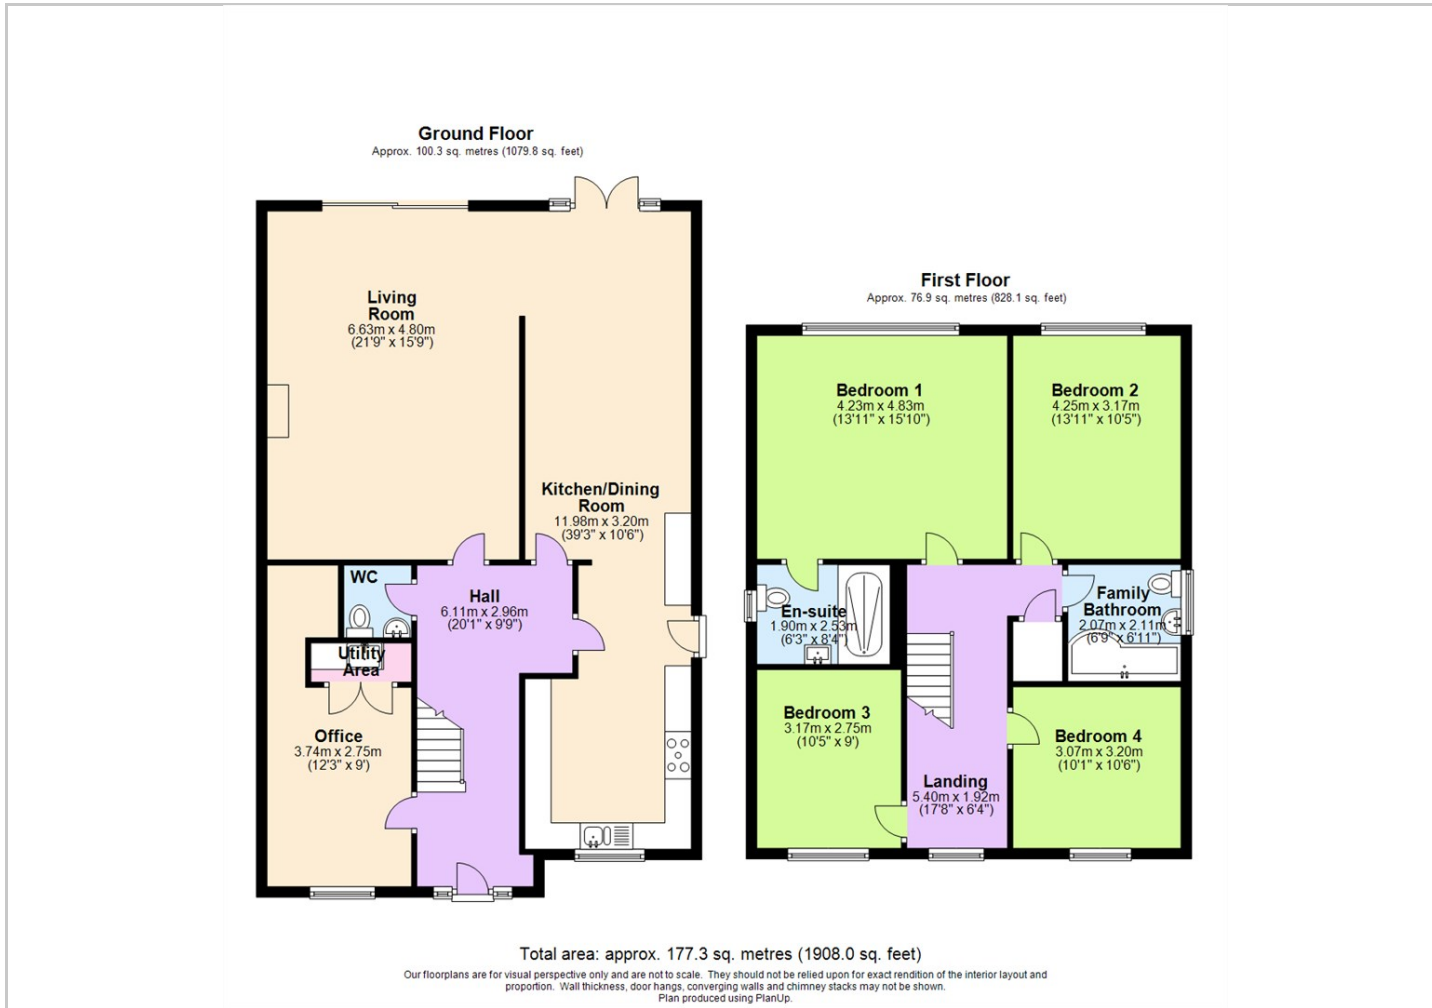 Ground Floor
Approx. 100.3 sq. metres (1079.8 sq. feet)
Living
Room
6.63m x 4.80m
(21'9" x 15'9")
Kitchen/Dining
Room
11.98m x 3.20m
(39'3" x 10'6")
WC
Hall
6.11m x 2.96m
(20'1" x 9'9")
Utility
Area
Office
3.74m x 2.75m
(12'3" x 9')
First Floor
Approx. 76.9 sq. metres (828.1 sq. feet)
Bedroom 1
4.23m x 4.83m
(13'11" x 15'10")
Bedroom 2
4.25m x 3.17m
(13'11" x 10'5")
En-suite
1.90m x 2.53m
(6'3" x 8'4")
Family
Bathroom
2.07m x 2.11m
(6'9" x 6'11")
Bedroom 3
3.17m x 2.75m
(10'5" x 9')
Bedroom 4
3.07m x 3.20m
(10'1" x 10'6")
Landing
5.40m x 1.92m
(17'8" x 6'4")
Total area: approx. 177.3 sq. metres (1908.0 sq. feet)
Our floorplans are for visual perspective only and are not to scale. They should not be relied upon for exact rendition of the interior layout and
proportion. Wall thickness, door hangs, converging walls and chimney stacks may not be shown.
Plan produced using PlanUp.